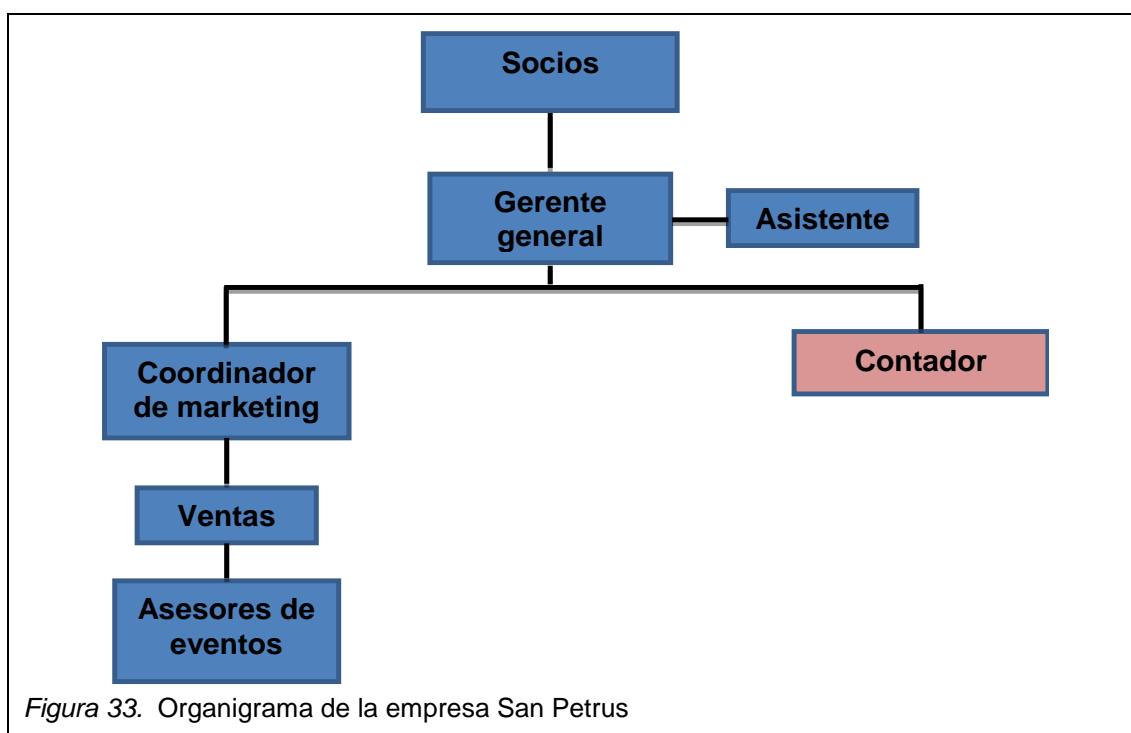 Socios
Gerente
general
Asistente
Coordinador
de marketing
Contador
Ventas
Asesores de
eventos
Figura 33. Organigrama de la empresa San Petrus